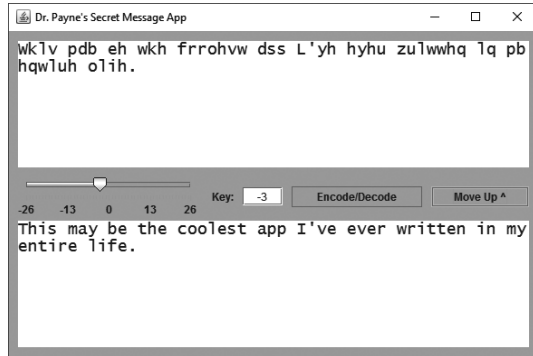 Dr. Payne's Secret Message App
Wklv pdb eh wkh frrohvw dss L'yh hyhu zulwwhq lq pb
hqwluh olih.
Key: -3 Encode/Decode Move Up ^
-26 -13 0 13 26
This may be the coolest app I've ever written in my
entire life.